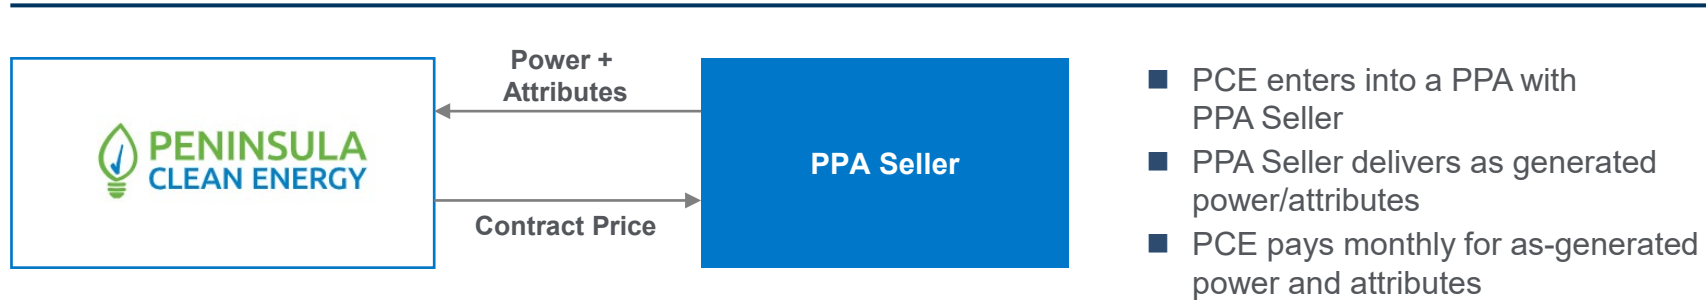 Power +
Attributes
PENINSULA
CLEAN ENERGY
PPA Seller
Contract Price
■ PCE enters into a PPA with
PPA Seller
■ PPA Seller delivers as generated
power/attributes
■ PCE pays monthly for as-generated
power and attributes